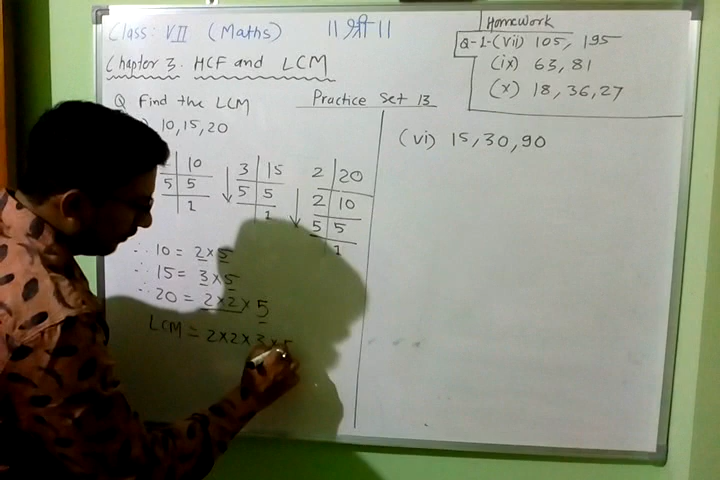 Class: VII (Maths) || श्री ||
Chapter 3. HCF and LCM
Q Find the LCM Practice Set 13
10, 15, 20
10
5 | 5
1
3 | 15
5 | 5
1
2 | 20
2 | 10
5 | 5
1
∴ 10 = 2 × 5
∴ 15 = 3 × 5
∴ 20 = 2 × 2 × 5
LCM = 2 × 2 × 3 ×
Homework
Q-1-(vii) 105, 195
(ix) 63, 81
(x) 18, 36, 27
(vi) 15, 30, 90